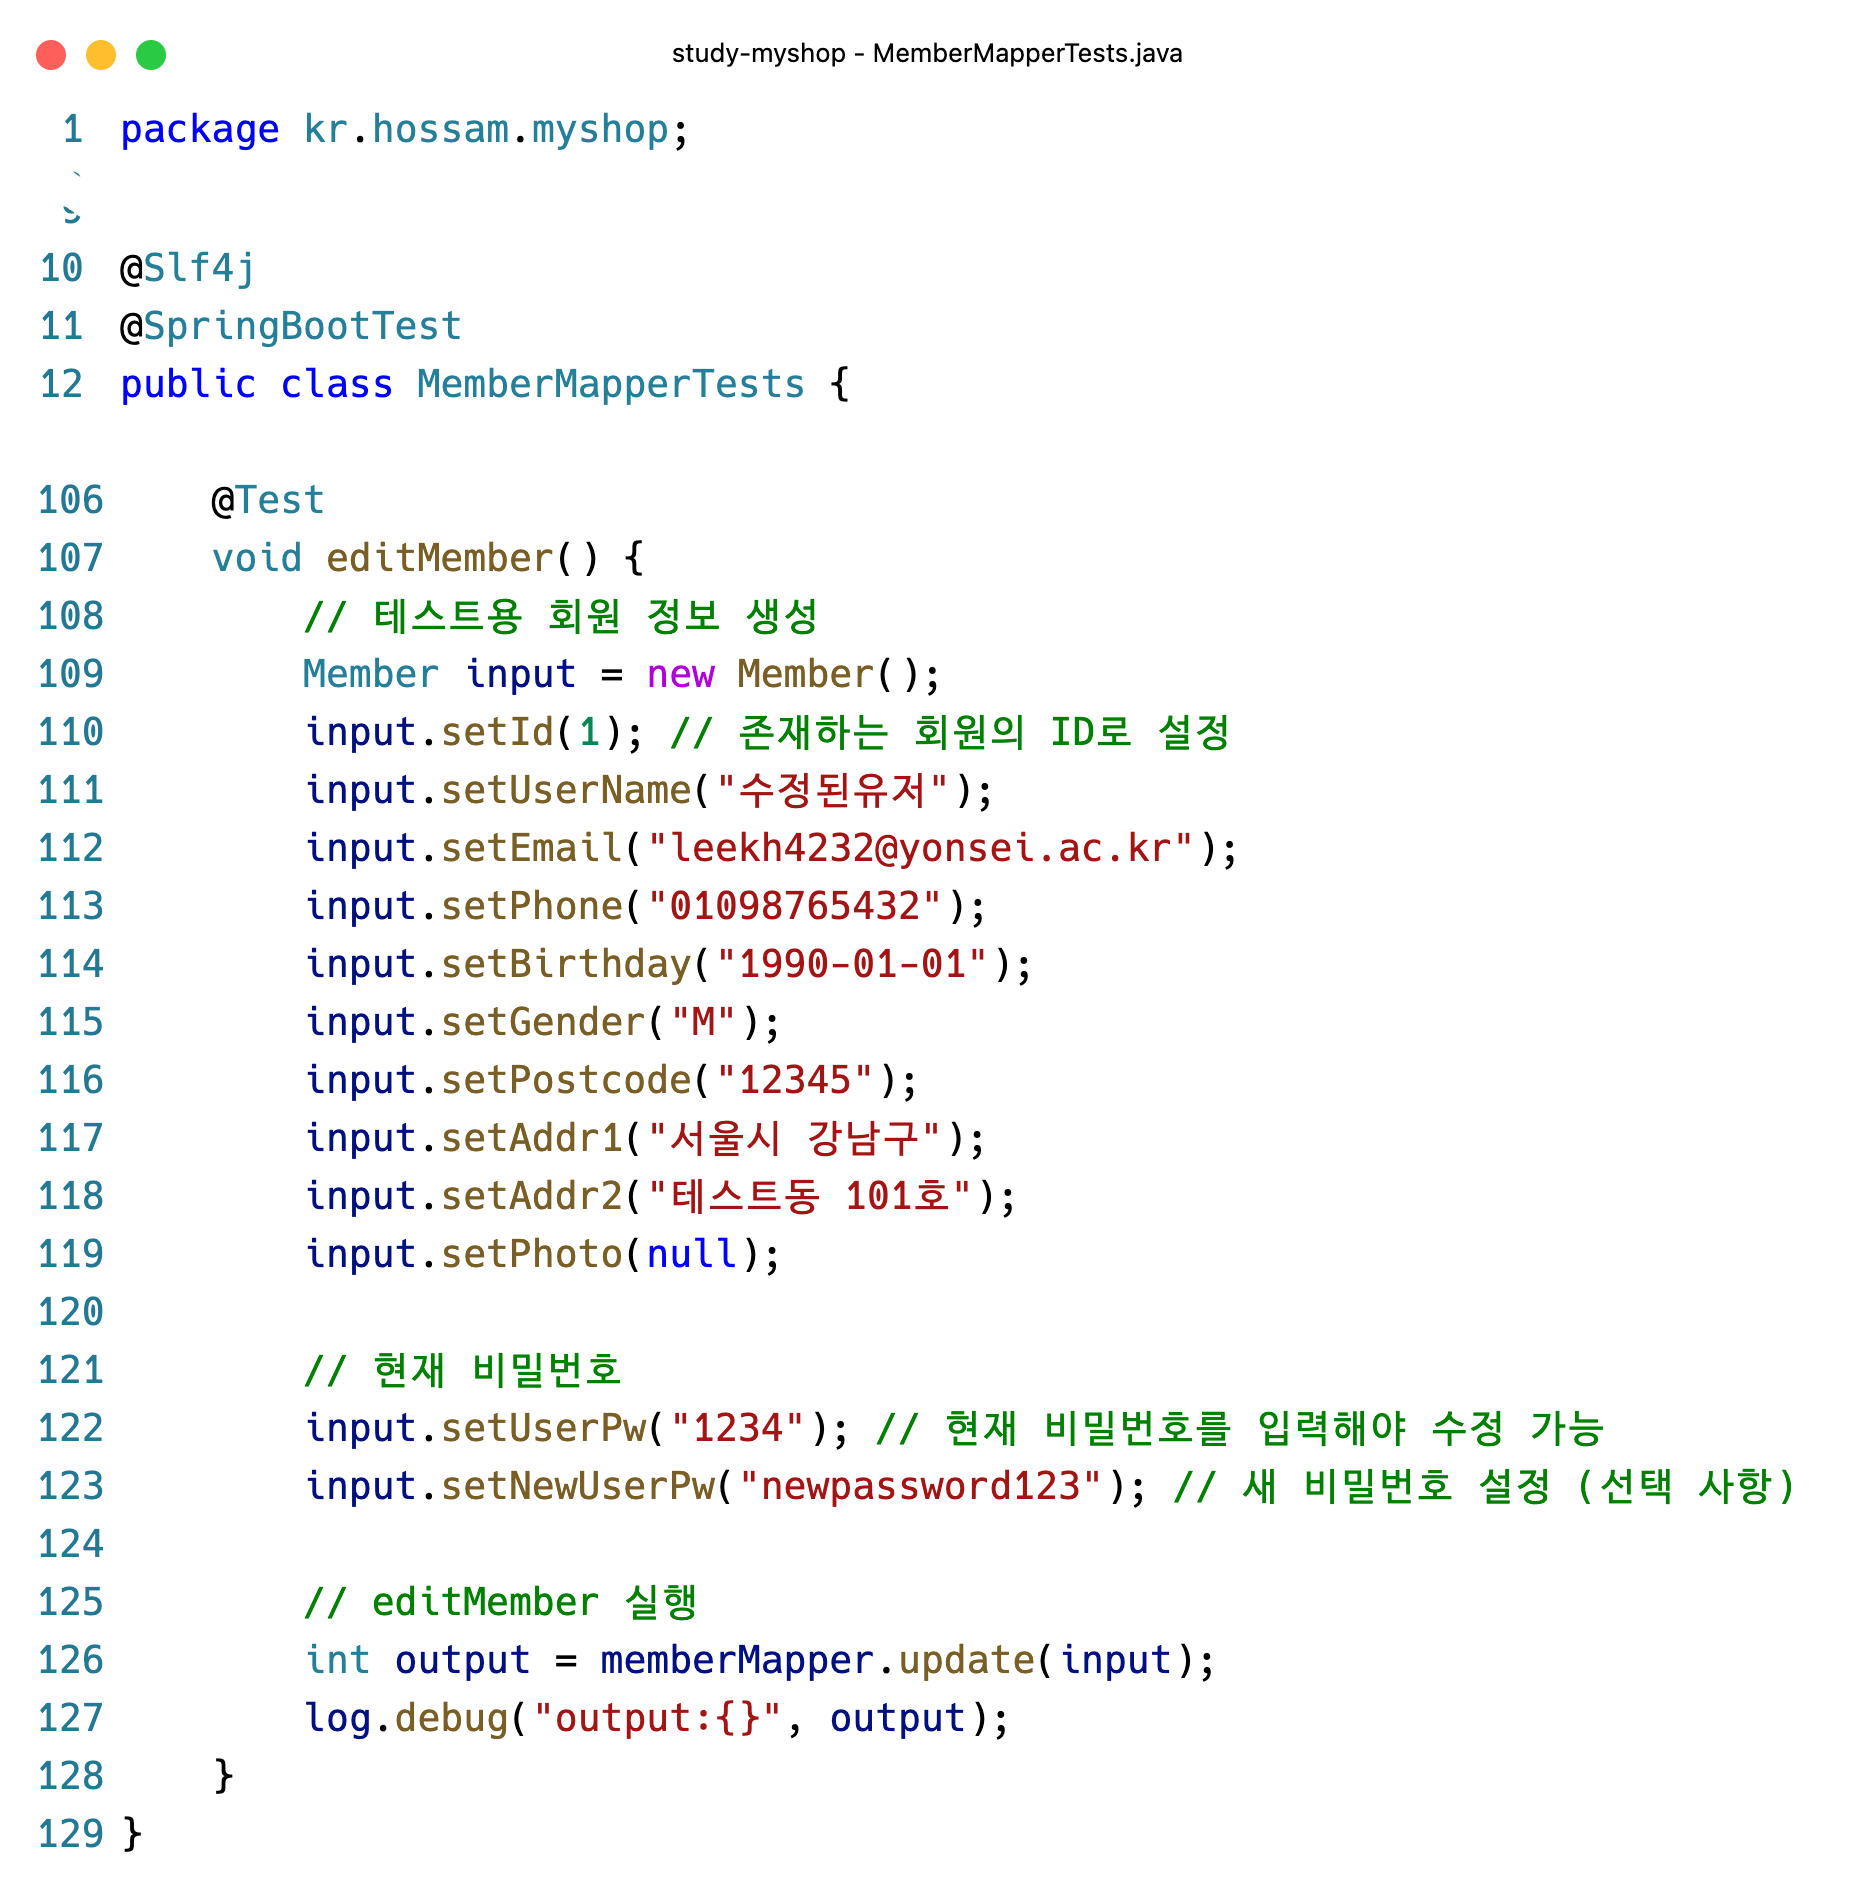 study-myshop - MemberMapperTests.java
1 package kr.hossam.myshop;
10 @Slf4j
11 @SpringBootTest
12 public class MemberMapperTests {
106 @Test
107 void editMember() {
108 // 테스트용 회원 정보 생성
109 Member input = new Member();
110 input.setId(1); // 존재하는 회원의 ID로 설정
111 input.setUserName("수정된유저");
112 input.setEmail("leekh4232@yonsei.ac.kr");
113 input.setPhone("01098765432");
114 input.setBirthday("1990-01-01");
115 input.setGender("M");
116 input.setPostcode("12345");
117 input.setAddr1("서울시 강남구");
118 input.setAddr2("테스트동 101호");
119 input.setPhoto(null);
120
121 // 현재 비밀번호
122 input.setUserPw("1234"); // 현재 비밀번호를 입력해야 수정 가능
123 input.setNewUserPw("newpassword123"); // 새 비밀번호 설정 (선택 사항)
124
125 // editMember 실행
126 int output = memberMapper.update(input);
127 log.debug("output:{}", output);
128 }
129 }